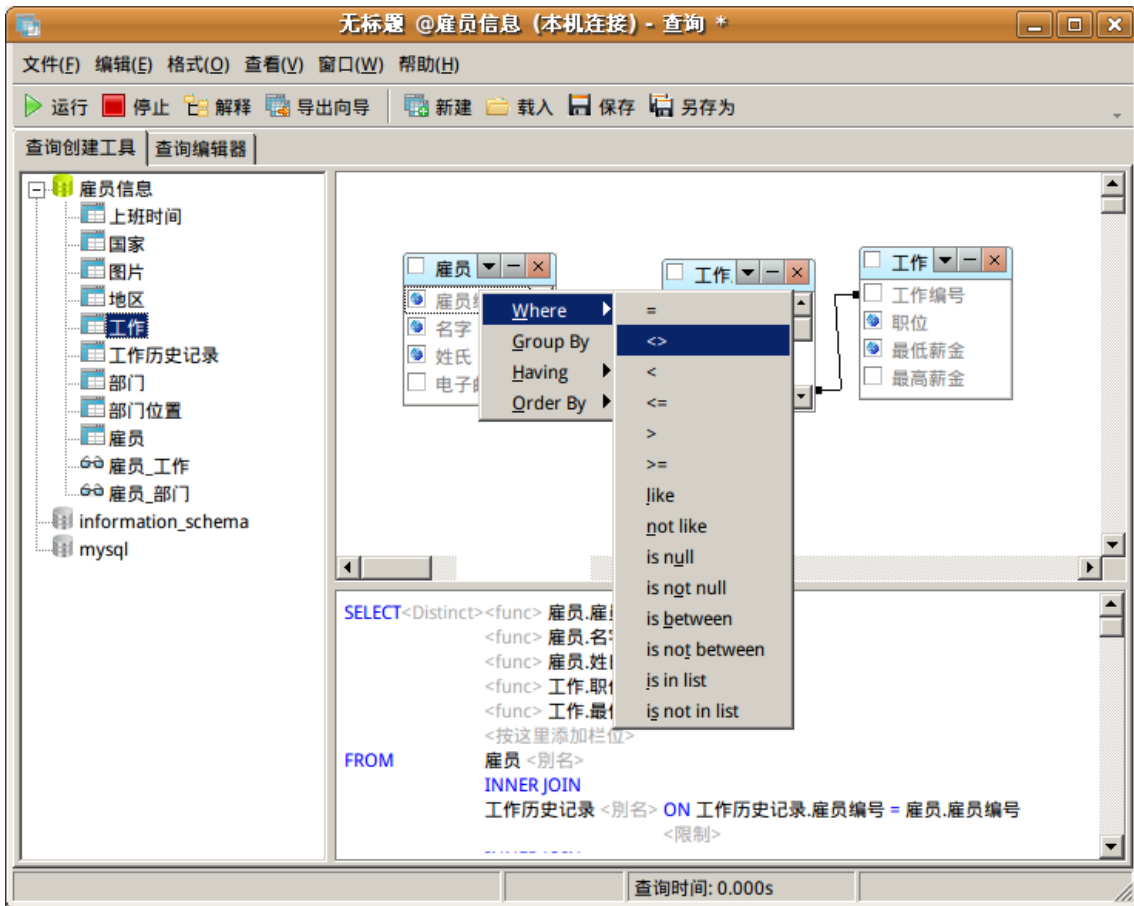 无标题 @雇员信息 (本机连接) - 查询 *
文件(F) 编辑(E) 格式(O) 查看(V) 窗口(W) 帮助(H)
运行 停止 解释 导出向导 新建 载入 保存 另存为
查询创建工具 查询编辑器
雇员信息
上班时间
国家
图片
地区
工作
工作历史记录
部门
部门位置
雇员
雇员_工作
雇员_部门
information_schema
mysql
雇员
雇员
名字
姓氏
电子
工作
工作
工作编号
职位
最低薪金
最高薪金
Where
Group By
Having
Order By
=
<>
<
<=
>
>=
like
not like
is null
is not null
is between
is not between
is in list
is not in list
SELECT<Distinct><func> 雇员.雇
<func> 雇员.名
<func> 雇员.姓
<func> 工作.职
<func> 工作.最
<按这里添加栏位>
FROM 雇员 <别名>
INNER JOIN
工作历史记录 <别名> ON 工作历史记录.雇员编号 = 雇员.雇员编号
<限制>
查询时间: 0.000s